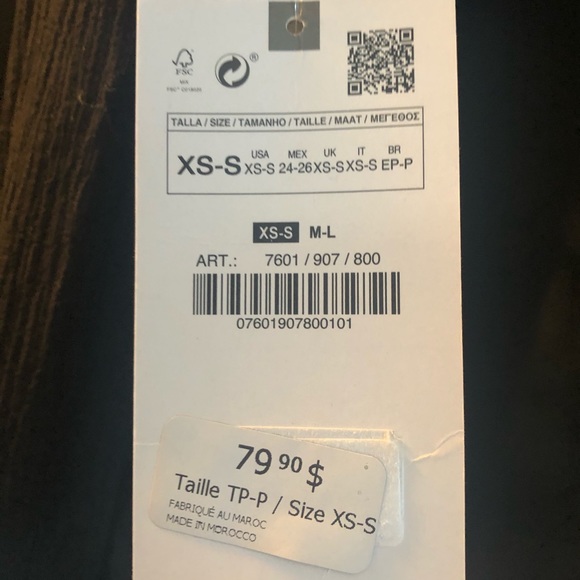 FSC
®
TALLA / SIZE / TAMANHO / TAILLE / MAAT / ΜΕΓΕΘΟΣ
USA MEX UK IT BR
XS-S XS-S 24-26 XS-S XS-S EP-P
XS-S M-L
ART.: 7601 / 907 / 800
07601907800101
79 90 $
Taille TP-P / Size XS-S
FABRIQUÉ AU MAROC
MADE IN MOROCCO